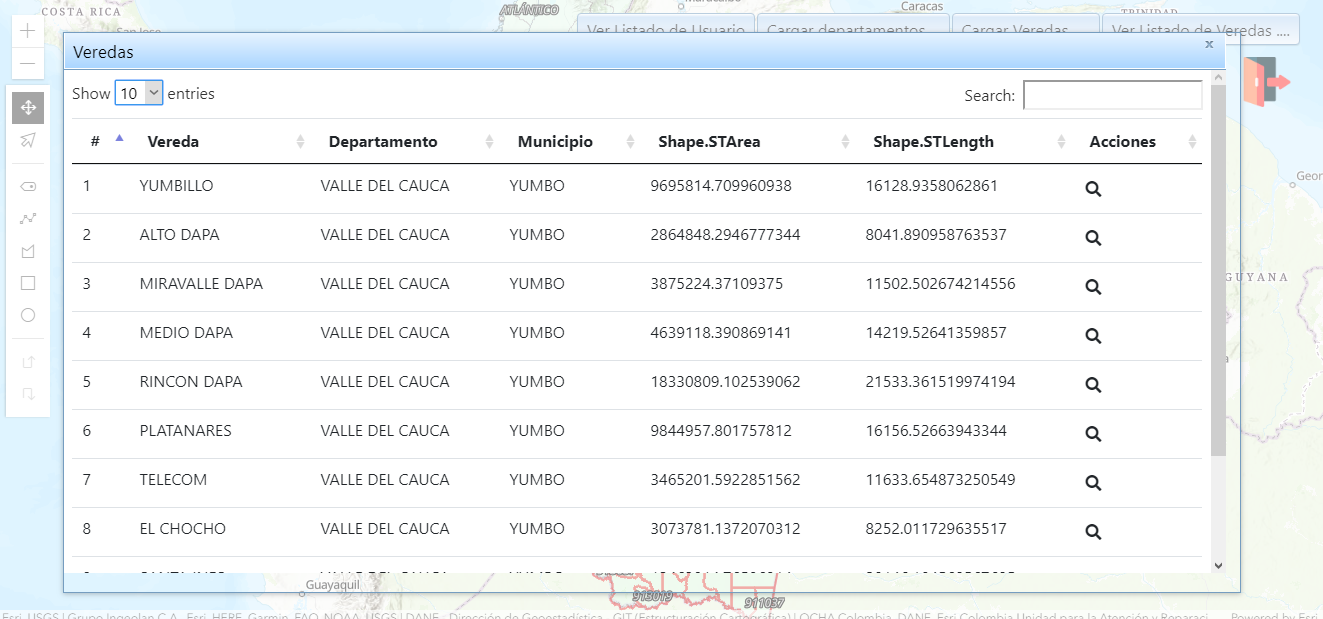 COSTA RICA
San Jose
ATLÁNTICO
Maracaibo
Caracas
TRINIDAD
Ver Listado de Usuario
Cargar departamentos
Cargar Veredas
Ver Listado de Veredas ....
Veredas
x
Show 10 entries
Search:
# Vereda Departamento Municipio Shape.STArea Shape.STLength Acciones
1 YUMBILLO VALLE DEL CAUCA YUMBO 9695814.709960938 16128.9358062861
2 ALTO DAPA VALLE DEL CAUCA YUMBO 2864848.2946777344 8041.890958763537
3 MIRAVALLE DAPA VALLE DEL CAUCA YUMBO 3875224.37109375 11502.502674214556
4 MEDIO DAPA VALLE DEL CAUCA YUMBO 4639118.390869141 14219.52641359857
5 RINCON DAPA VALLE DEL CAUCA YUMBO 18330809.102539062 21533.361519974194
6 PLATANARES VALLE DEL CAUCA YUMBO 9844957.801757812 16156.52663943344
7 TELECOM VALLE DEL CAUCA YUMBO 3465201.5922851562 11633.654873250549
8 EL CHOCHO VALLE DEL CAUCA YUMBO 3073781.1372070312 8252.011729635517
Geor
GUYANA
Guayaquil
913019
911037
Esri, USGS | Grupo Ingeplan C.A., Esri, HERE, Garmin, FAO, NOAA, USGS | DANE - Dirección de Geoestadística - GIT (Estructuración Cartográfica) | OCHA Colombia, DANE, Esri Colombia Unidad para la Atención y Reparaci...
Powered by Esri